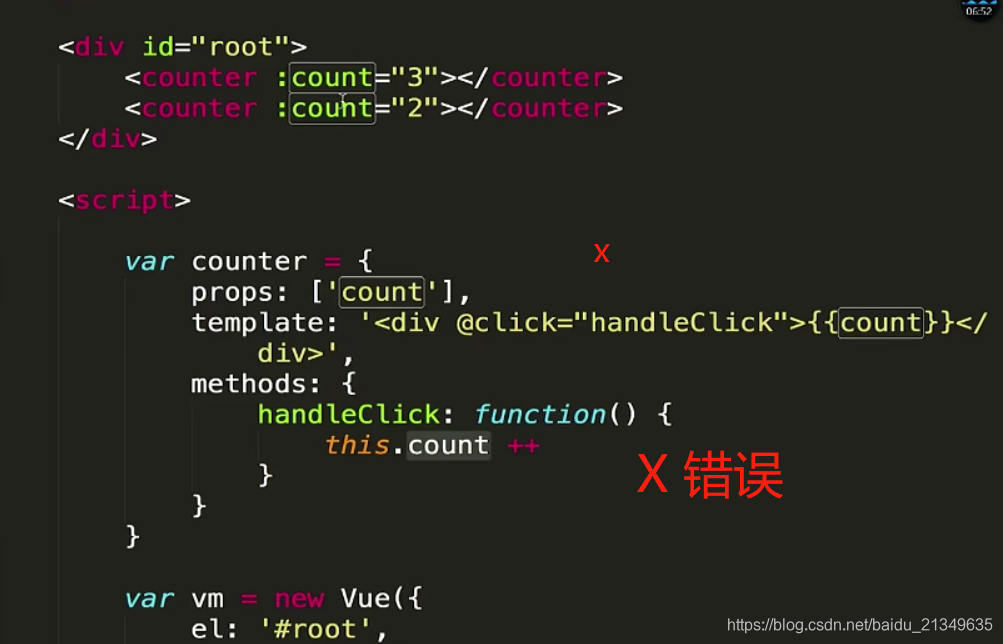 06:52
<div id="root">
<counter :count="3"></counter>
<counter :count="2"></counter>
</div>
<script>
var counter = {
X
props: ['count'],
template: '<div @click="handleClick">{{count}}</
div>',
methods: {
handleClick: function() {
this.count ++
X 错误
}
}
}
var vm = new Vue({
el: '#root',
https://blog.csdn.net/baidu_21349635